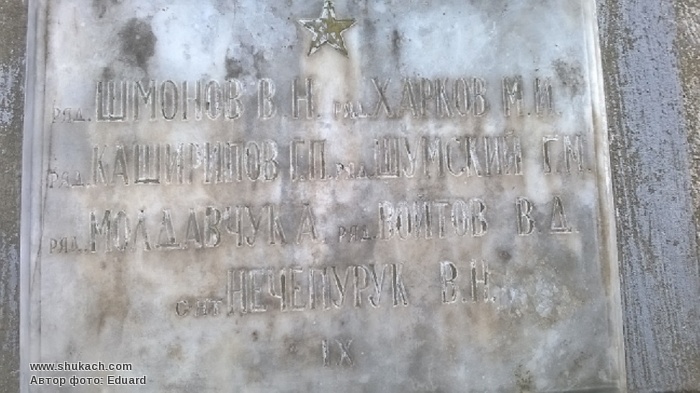 ряд. ШМОНОВ В.Н. ряд. ХАРКОВ М.И.
ряд. КАШИРИПОВ Г.П. ряд. ШУМСКИЙ Г.М.
ряд. МОЛДАВЧУК А. ряд. ВОЙТОВ В.Д.
с-нт НЕЧЕПУРУК В.Н.
IX
www.shukach.com
Автор фото: Eduard